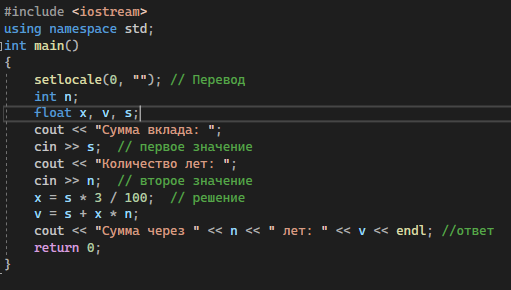 #include <iostream>
using namespace std;
int main()
{
setlocale(0, ""); // Перевод
int n;
float x, v, s;
cout << "Сумма вклада: ";
cin >> s;  // первое значение
cout << "Количество лет: ";
cin >> n;  // второе значение
x = s * 3 / 100;  // решение
v = s + x * n;
cout << "Сумма через " << n << " лет: " << v << endl; //ответ
return 0;
}